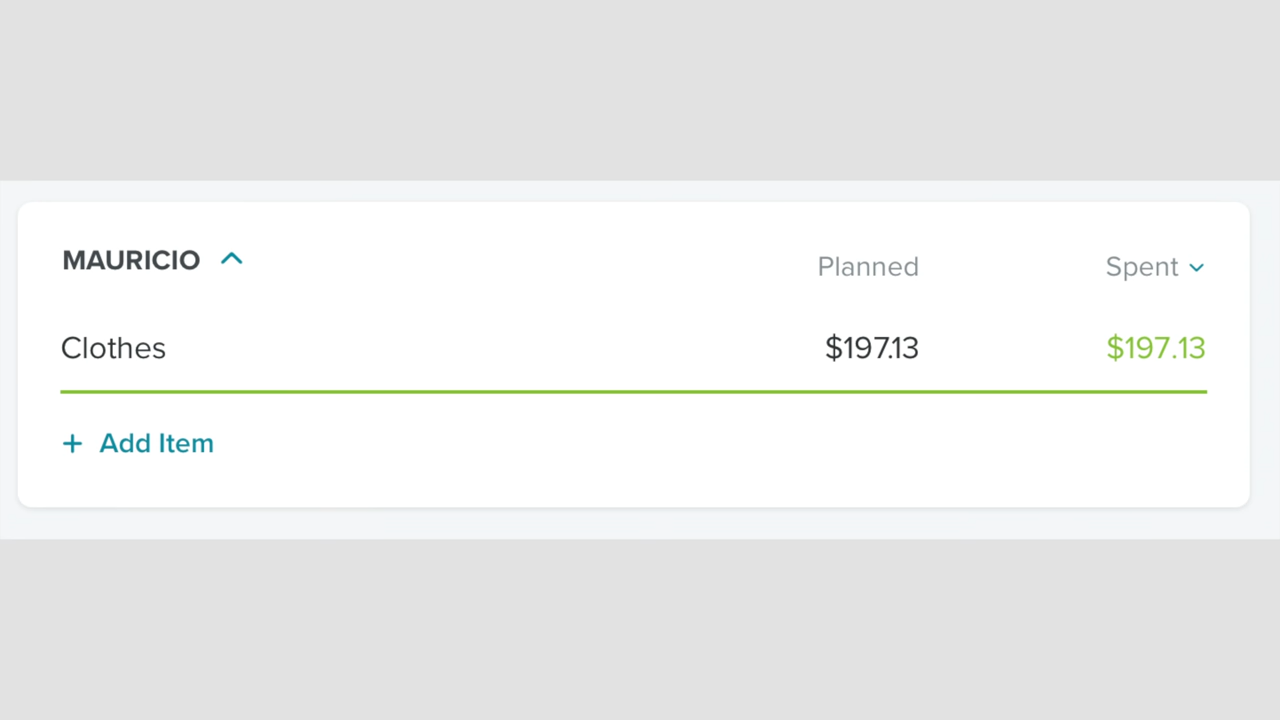 MAURICIO Planned Spent
Clothes $197.13 $197.13
+ Add Item